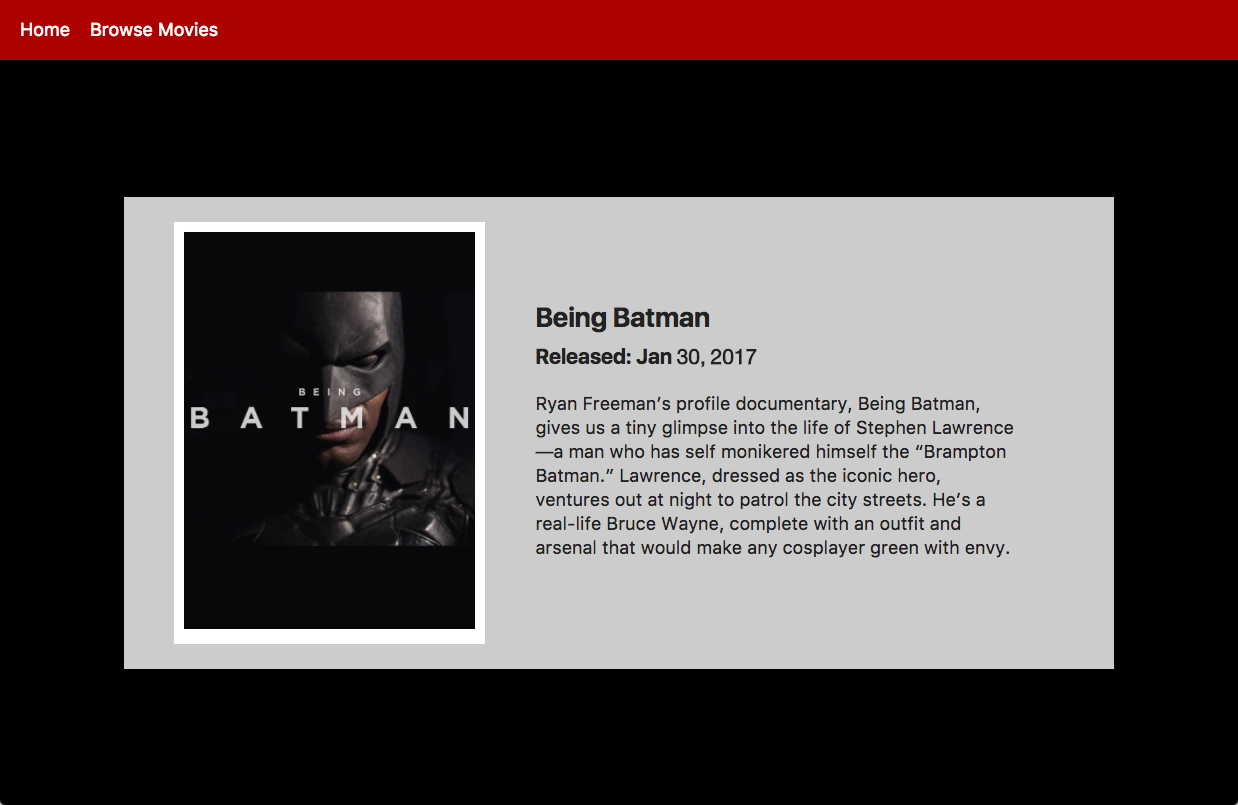 Home Browse Movies
BEING
BATMAN
Being Batman
Released: Jan 30, 2017
Ryan Freeman’s profile documentary, Being Batman,
gives us a tiny glimpse into the life of Stephen Lawrence
—a man who has self monikered himself the “Brampton
Batman.” Lawrence, dressed as the iconic hero,
ventures out at night to patrol the city streets. He’s a
real-life Bruce Wayne, complete with an outfit and
arsenal that would make any cosplayer green with envy.